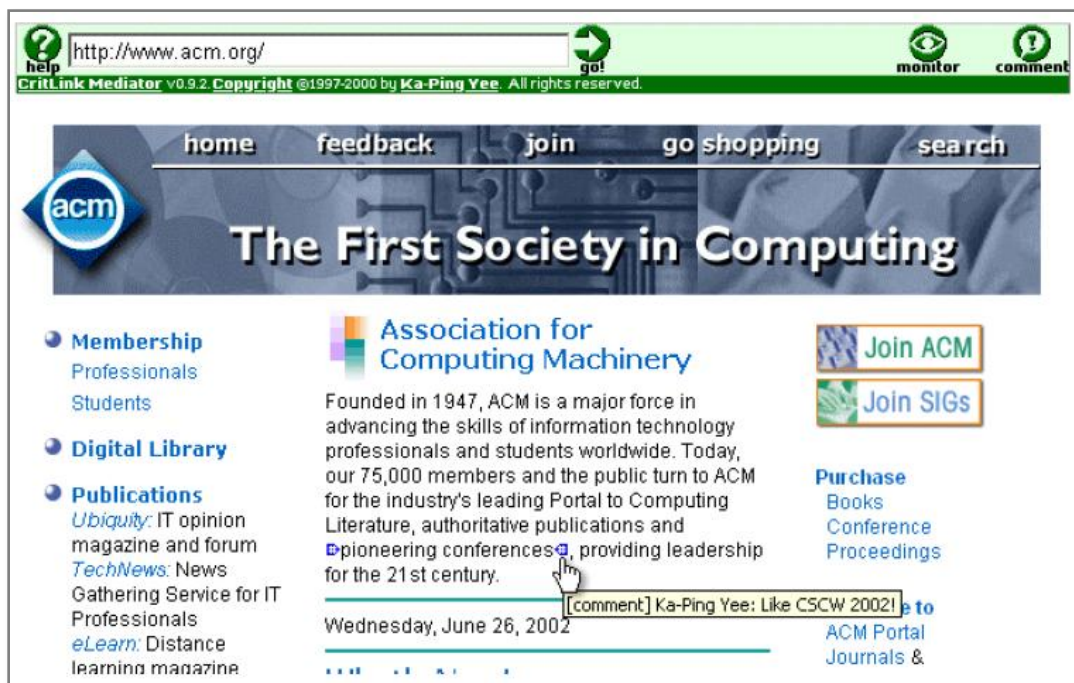 http://www.acm.org/
help
go!
monitor
comment
CritLink Mediator v0.9.2. Copyright ©1997-2000 by Ka-Ping Yee. All rights reserved.
home feedback join go shopping search
acm
The First Society in Computing
Membership
Professionals
Students
Digital Library
Publications
Ubiquity: IT opinion
magazine and forum
TechNews: News
Gathering Service for IT
Professionals
eLearn: Distance
learning magazine
Association for
Computing Machinery
Founded in 1947, ACM is a major force in
advancing the skills of information technology
professionals and students worldwide. Today,
our 75,000 members and the public turn to ACM
for the industry's leading Portal to Computing
Literature, authoritative publications and
pioneering conferences, providing leadership
for the 21st century.
[comment] Ka-Ping Yee: Like CSCW 2002!
Wednesday, June 26, 2002
Join ACM
Join SIGs
Purchase
Books
Conference
Proceedings
to
ACM Portal
Journals &